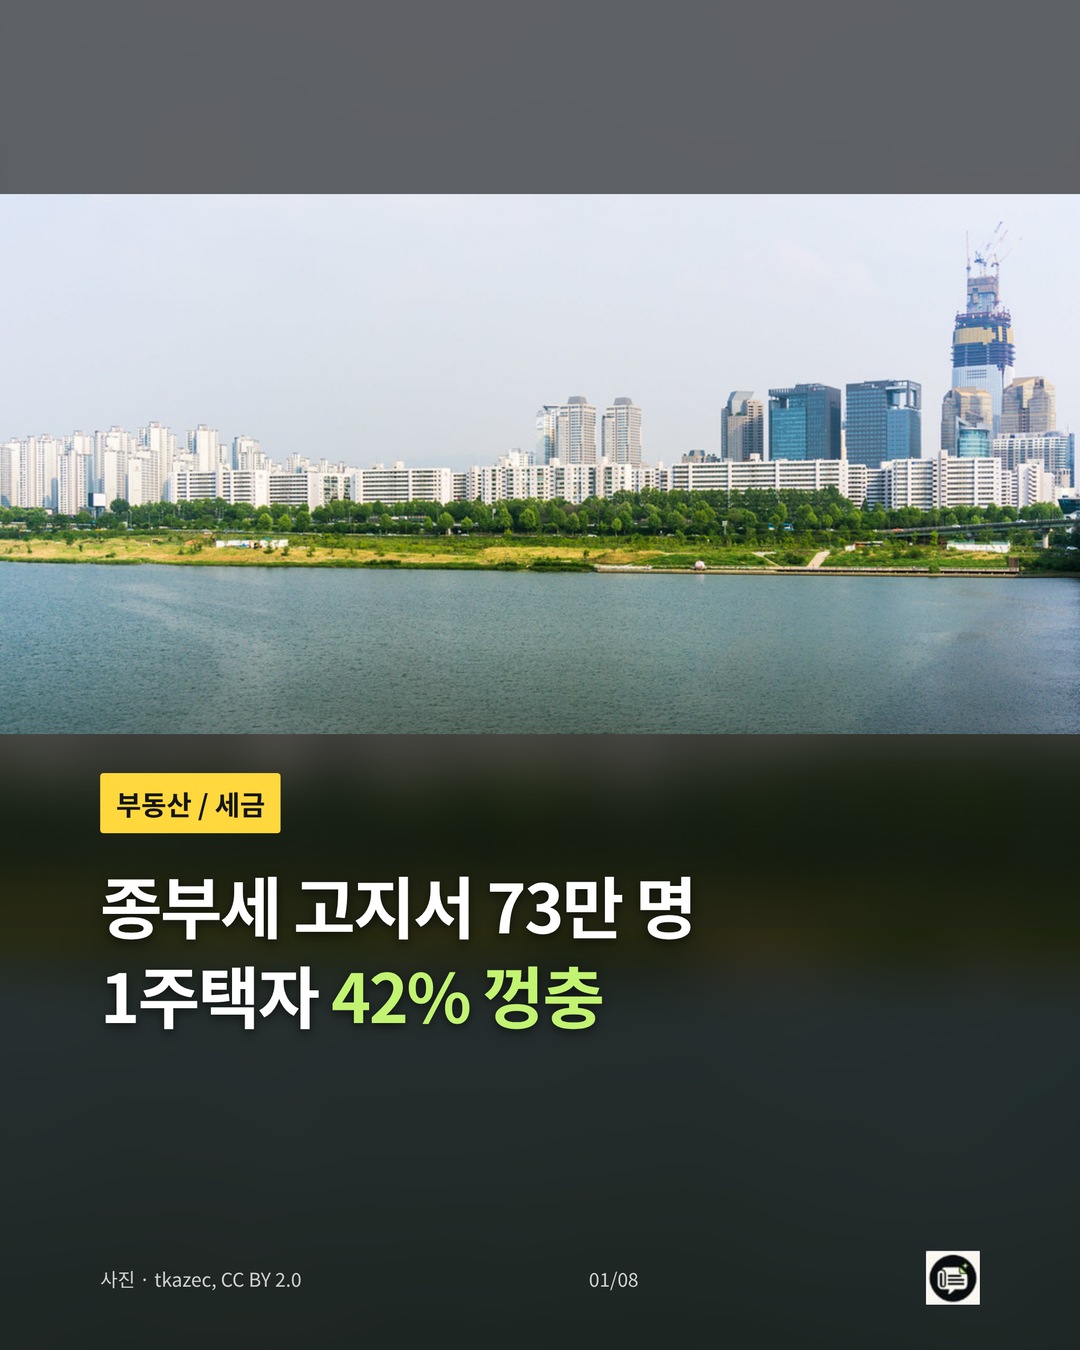 부동산 / 세금
종부세 고지서 73만 명
1주택자 42% 껑충
사진 · tkazec, CC BY 2.0
01/08